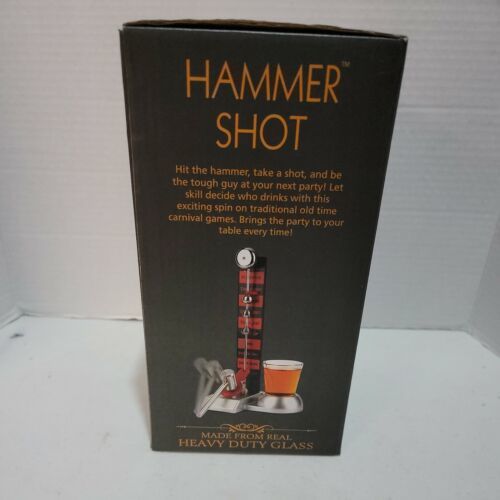 HAMMER™
SHOT
Hit the hammer, take a shot, and be
the tough guy at your next party! Let
skill decide who drinks with this
exciting spin on traditional old time
carnival games. Brings the party to your
table every time!
MADE FROM REAL
HEAVY DUTY GLASS